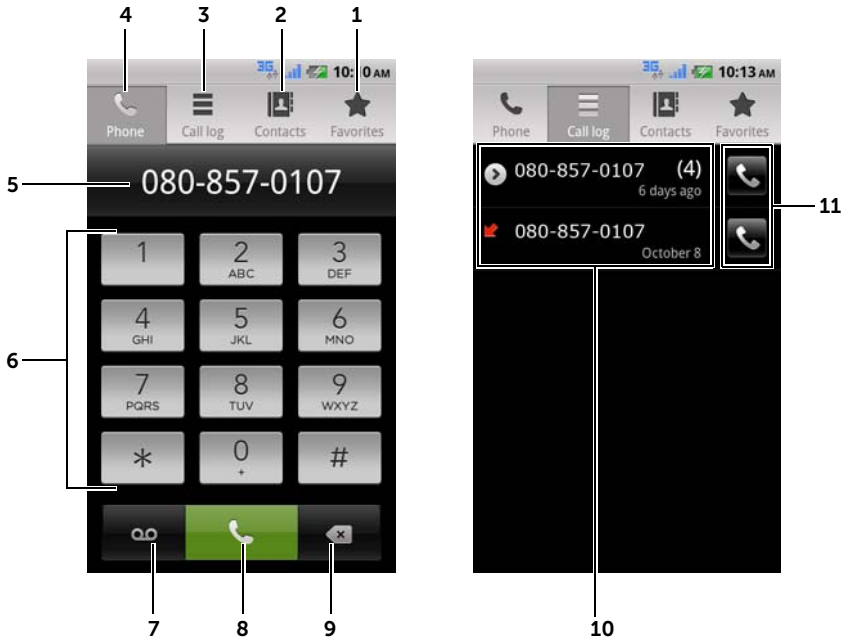 4 3 2 1
3G 10:10 AM
Phone Call log Contacts Favorites
5 080-857-0107
6
1 2 ABC 3 DEF
4 GHI 5 JKL 6 MNO
7 PQRS 8 TUV 9 WXYZ
* 0 + #
7 8 9
3G 10:13 AM
Phone Call log Contacts Favorites
080-857-0107 (4)
6 days ago
11
080-857-0107
October 8
10